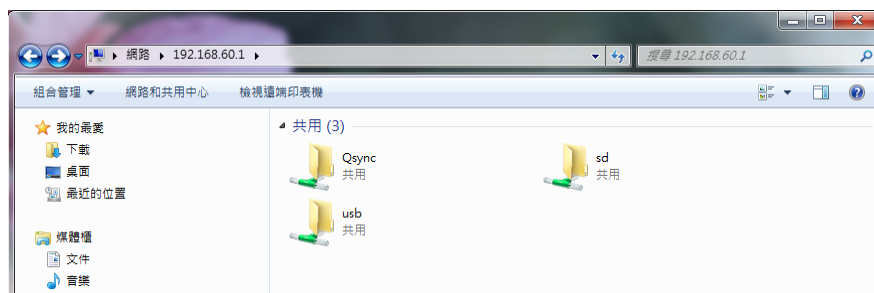 網路 192.168.60.1 搜尋 192.168.60.1
組合管理 網路和共用中心 檢視遠端印表機
我的最愛
下載
桌面
最近的位置
媒體櫃
文件
音樂
共用 (3)
Qsync
共用
sd
共用
usb
共用